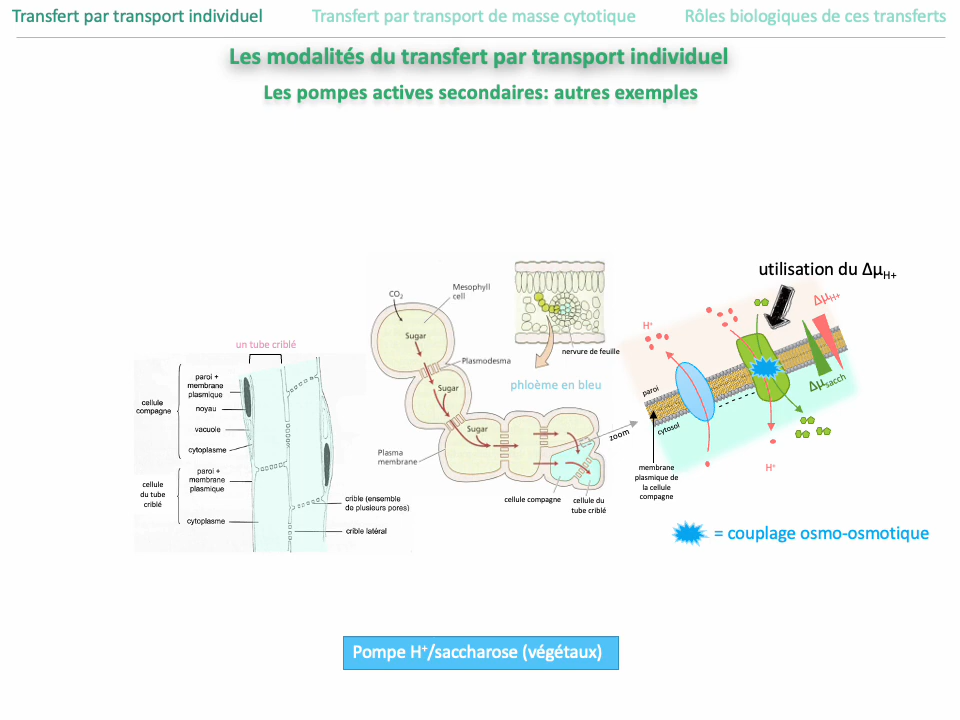 Transfert par transport individuel
Transfert par transport de masse cytotique
Rôles biologiques de ces transferts
Les modalités du transfert par transport individuel
Les pompes actives secondaires: autres exemples
utilisation du ΔµH+
ΔµH+
CO2
Mesophyll
cell
Sugar
Plasmodesma
Sugar
Sugar
Plasma
membrane
nervure de feuille
phloème en bleu
cellule compagne
cellule du
tube criblé
zoom
un tube criblé
paroi +
membrane
plasmique
cellule
compagne
noyau
vacuole
cytoplasme
paroi +
membrane
plasmique
cellule
du tube
criblé
cytoplasme
crible (ensemble
de plusieurs pores)
crible latéral
H+
paroi
cytosol
Δµsacch
H+
membrane
plasmique de
la cellule
compagne
= couplage osmo-osmotique
Pompe H+/saccharose (végétaux)